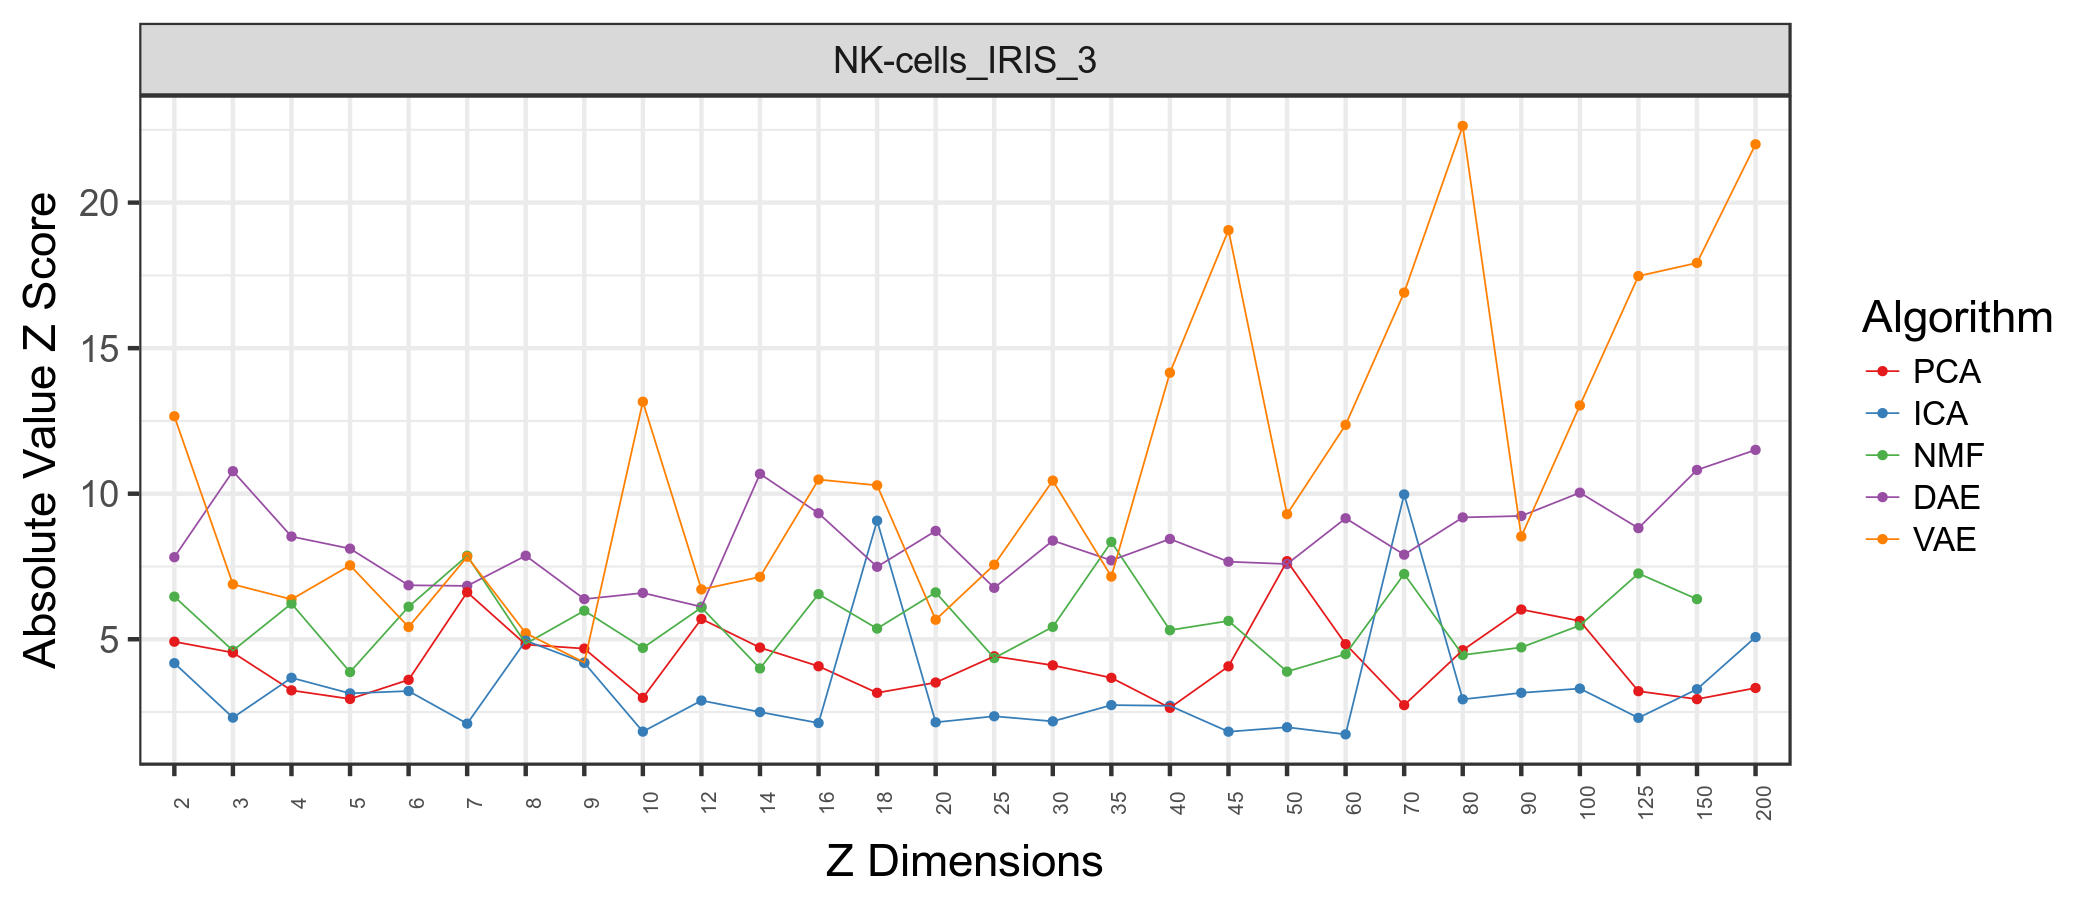 NK-cells_IRIS_3
Absolute Value Z Score
20
15
10
5
2 3 4 5 6 7 8 9 10 12 14 16 18 20 25 30 35 40 45 50 60 70 80 90 100 125 150 200
Z Dimensions
Algorithm
PCA
ICA
NMF
DAE
VAE